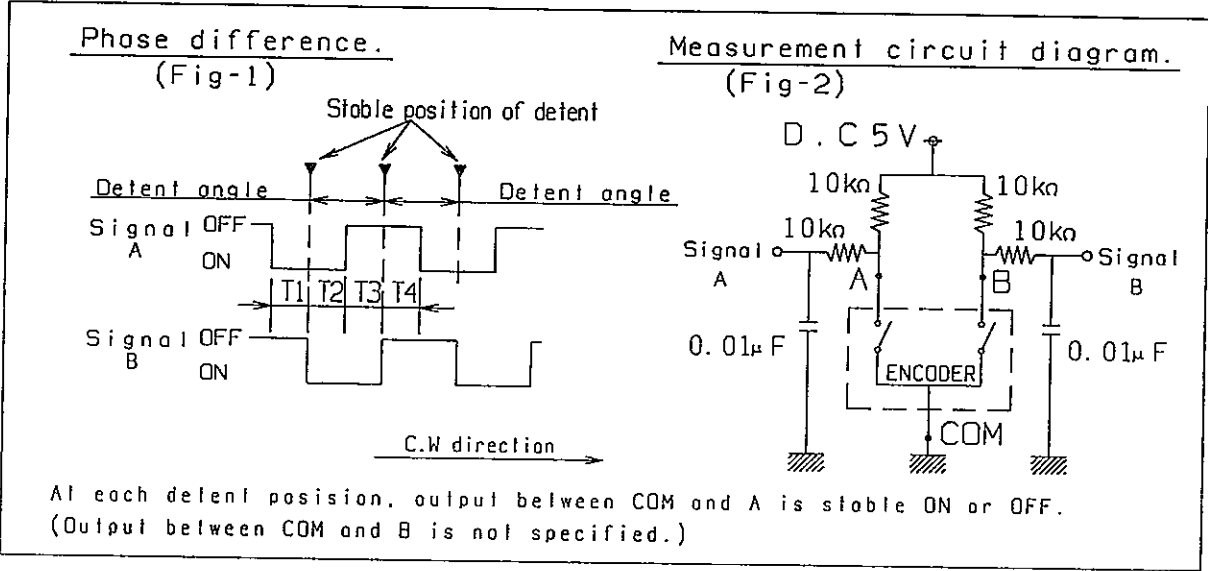 Phase difference.
(Fig-1)
Stable position of detent
Detent angle
Detent angle
Signal A OFF
ON
T1 T2 T3 T4
Signal B OFF
ON
C.W direction
Measurement circuit diagram.
(Fig-2)
D.C 5V
10kΩ
10kΩ
10kΩ
10kΩ
Signal A
A
B
Signal B
0.01μF
ENCODER
0.01μF
COM
At each detent posision, output between COM and A is stable ON or OFF.
(Output between COM and B is not specified.)